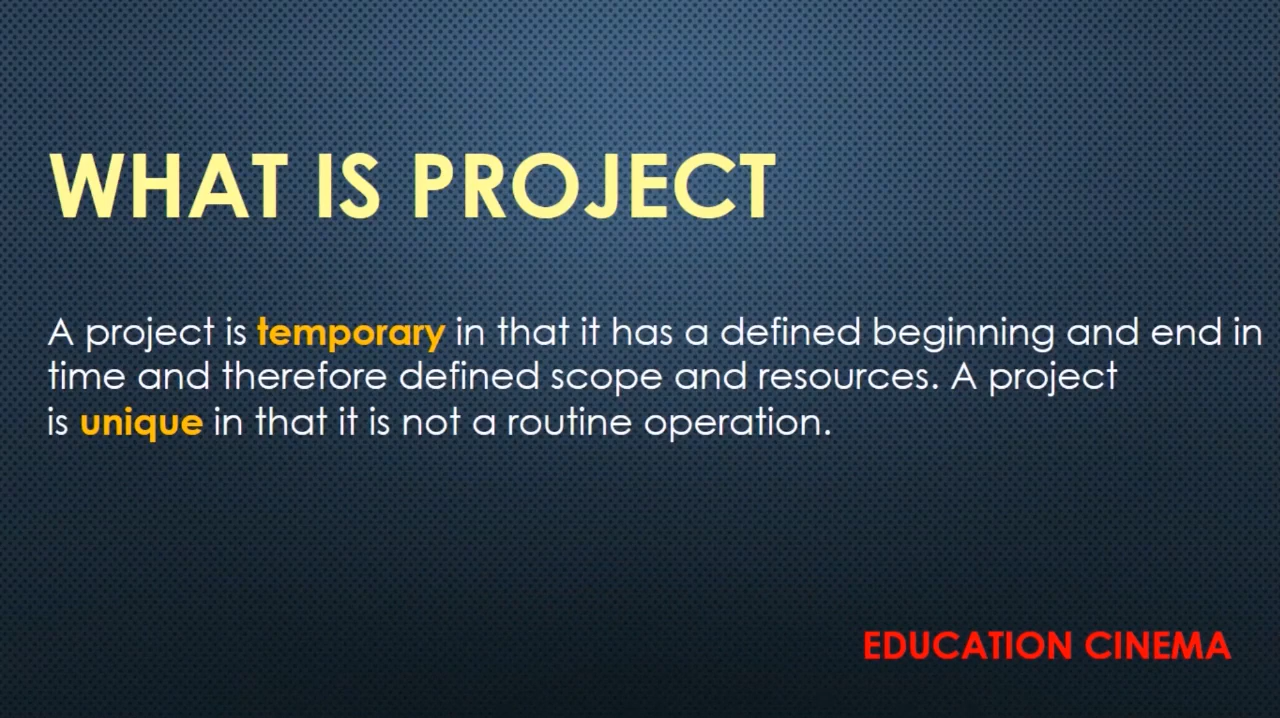 WHAT IS PROJECT
A project is temporary in that it has a defined beginning and end in
time and therefore defined scope and resources. A project
is unique in that it is not a routine operation.
EDUCATION CINEMA